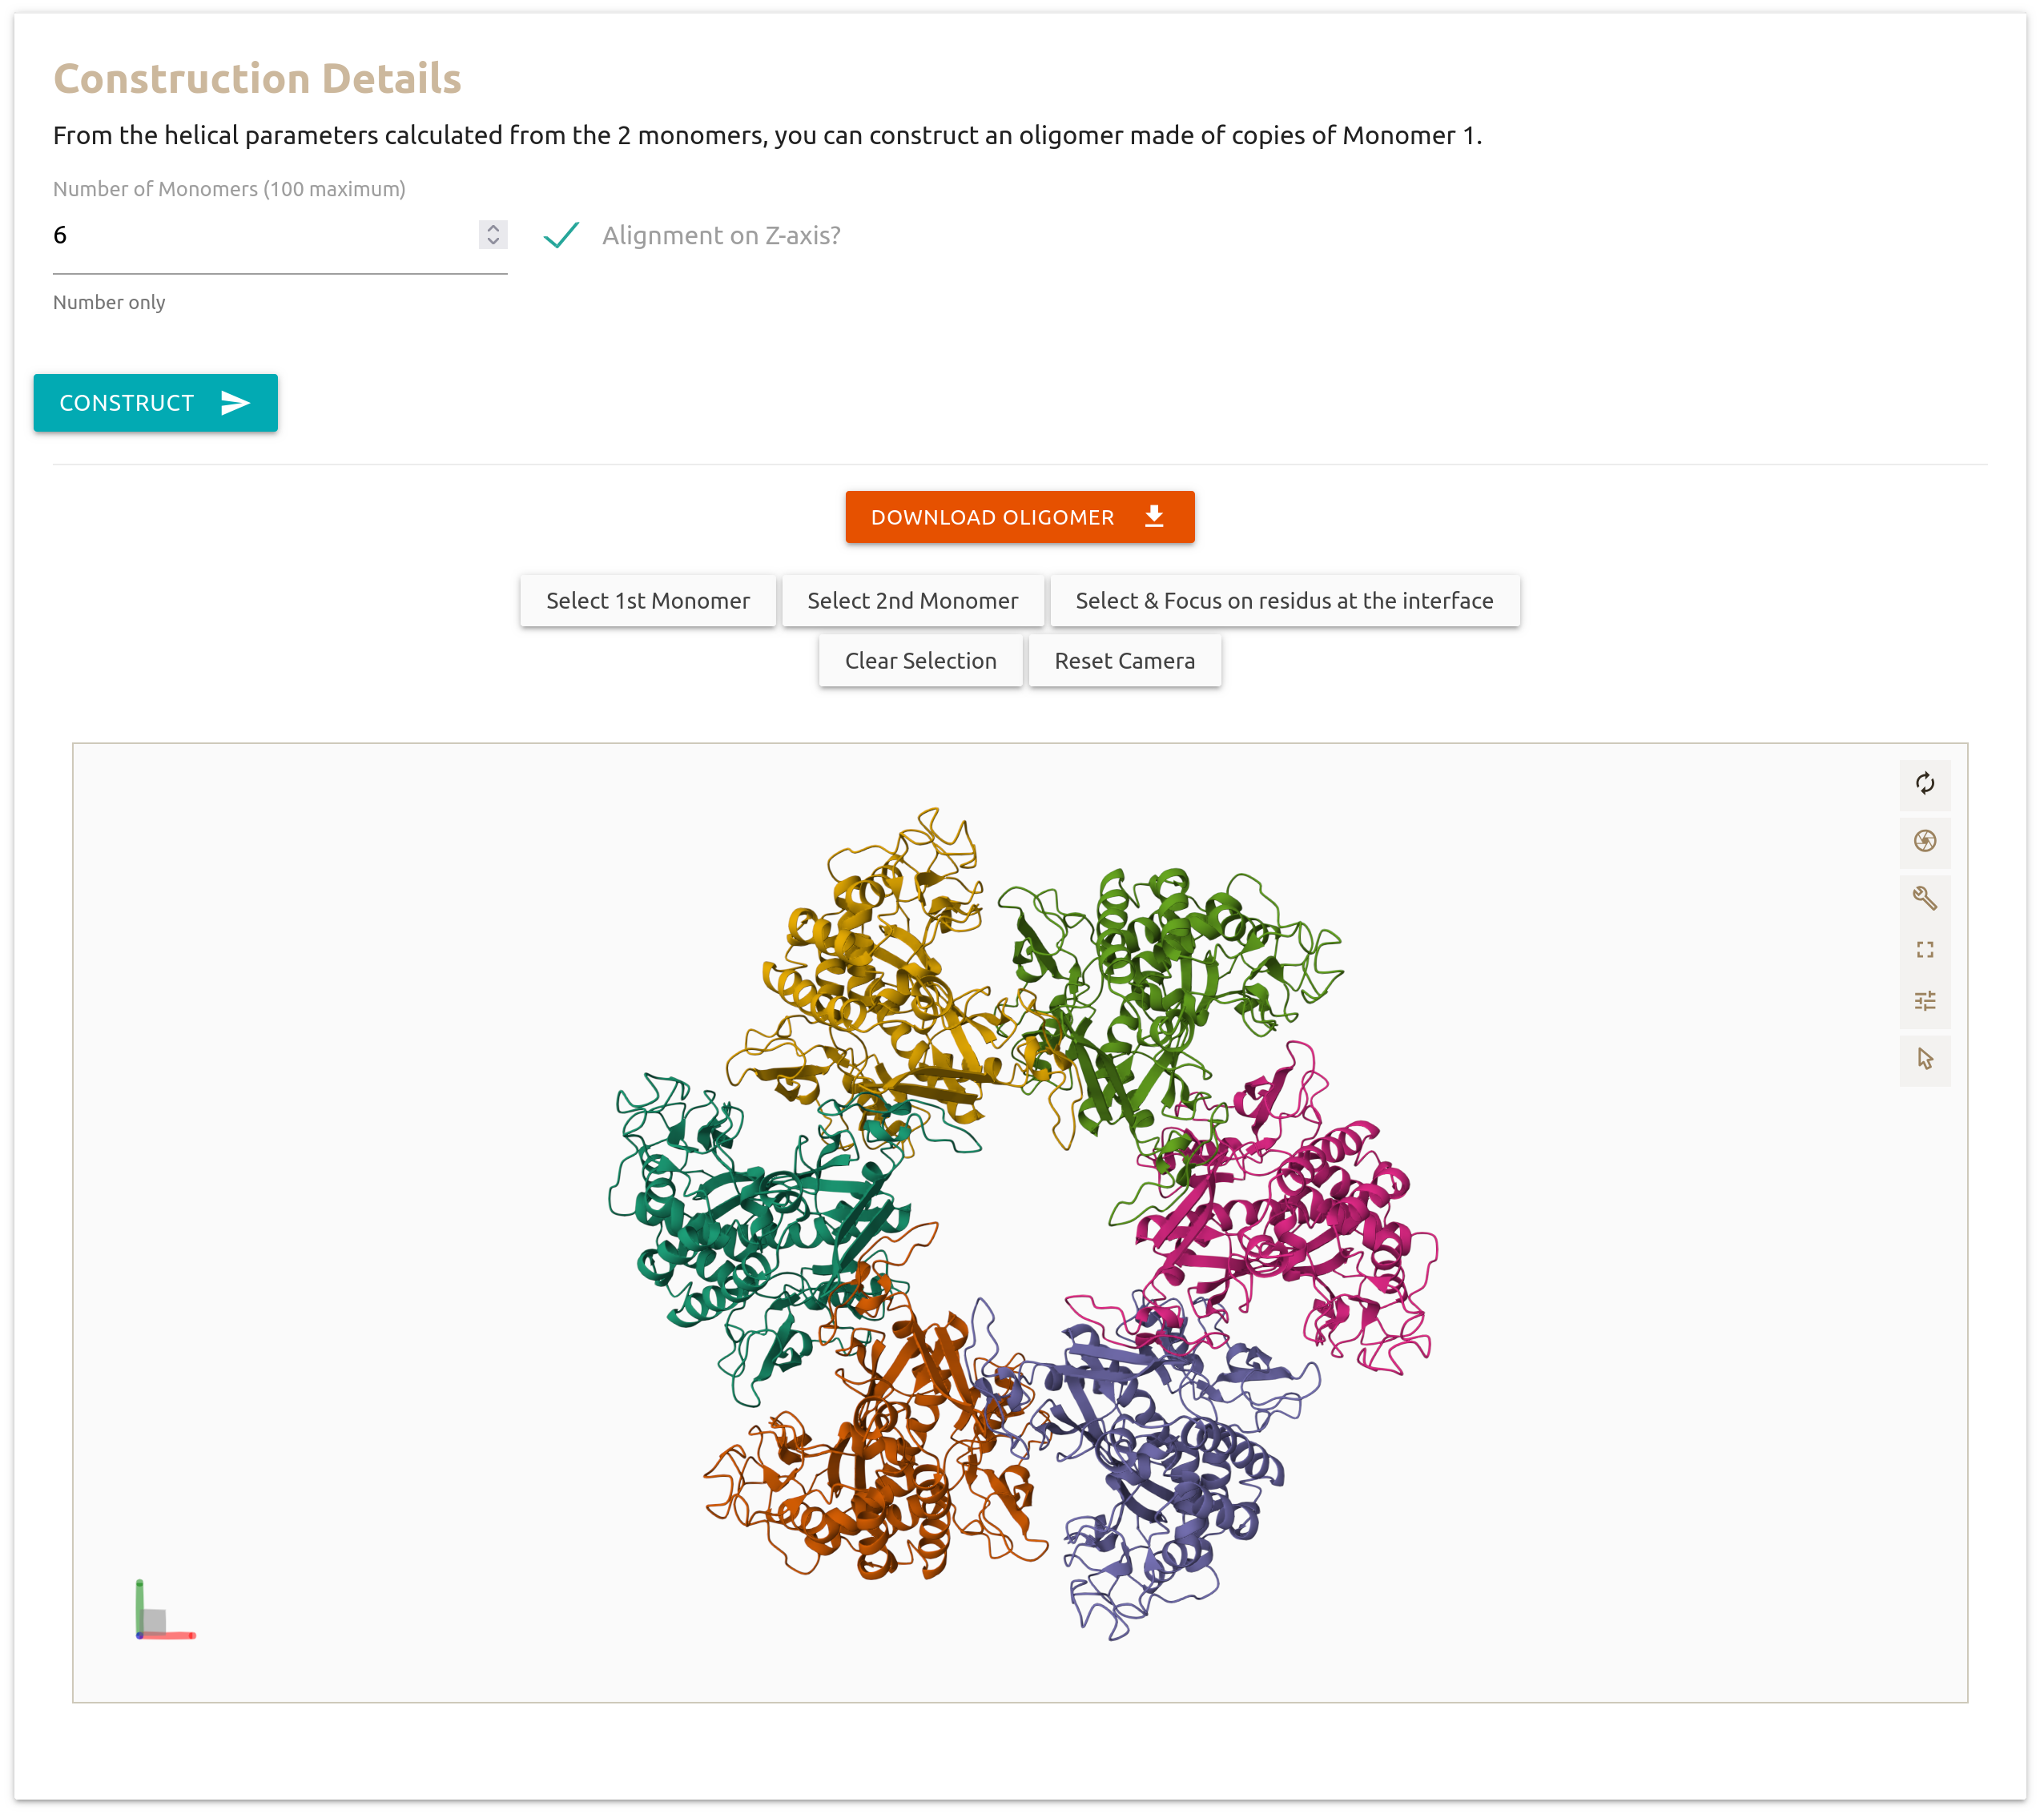 Construction Details
From the helical parameters calculated from the 2 monomers, you can construct an oligomer made of copies of Monomer 1.
Number of Monomers (100 maximum)
6 Alignment on Z-axis?
Number only
CONSTRUCT
DOWNLOAD OLIGOMER
Select 1st Monomer Select 2nd Monomer Select & Focus on residus at the interface
Clear Selection Reset Camera